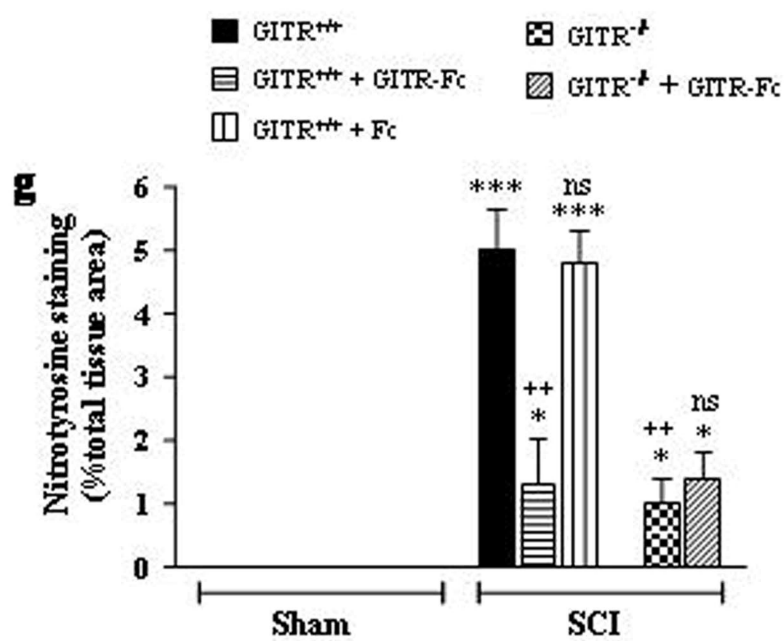 GITR+/+
GITR-/-
GITR+/+ + GITR-Fc
GITR-/- + GITR-Fc
GITR+/+ + Fc
Nitrotyrosine staining
(%total tissue area)
6
5
4
3
2
1
0
***
ns
***
++
*
++
*
ns
*
Sham
SCI